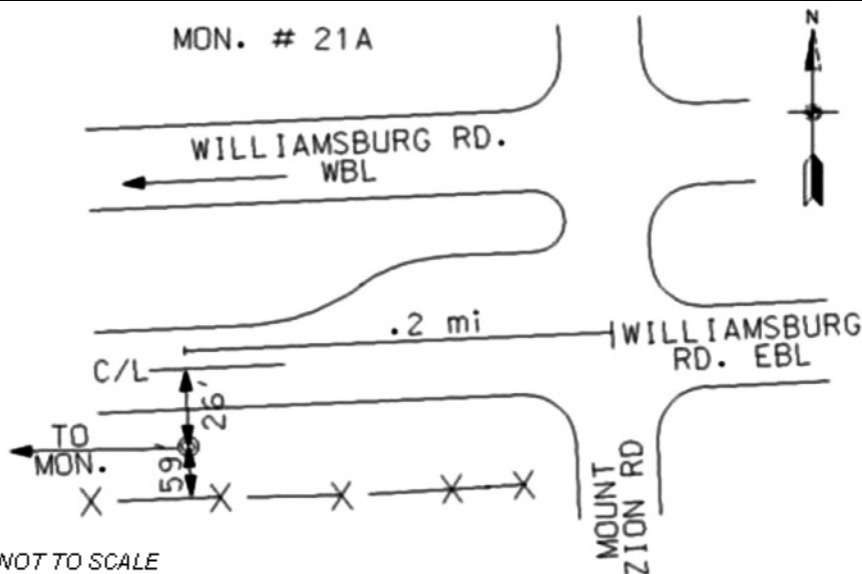 MON. # 21A
N
WILLIAMSBURG RD.
WBL
.2 mi
WILLIAMSBURG
RD. EBL
C/L
26'
TO
MON.
59'
MOUNT
ZION RD
NOT TO SCALE